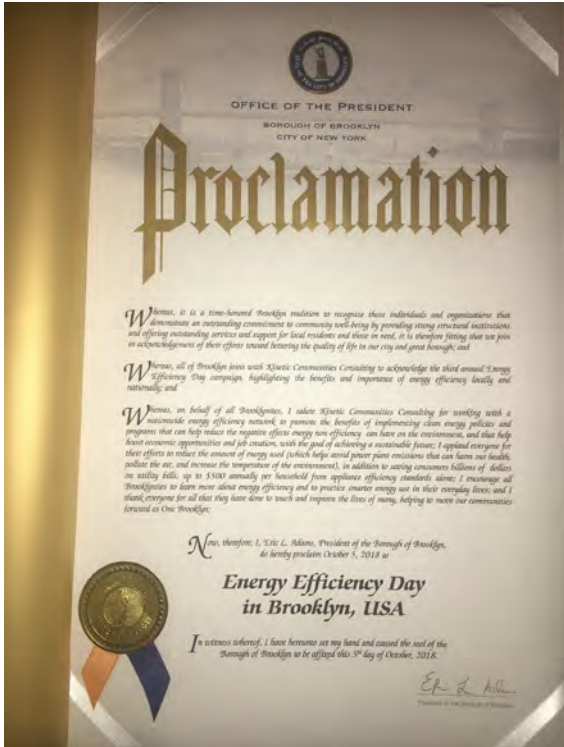 OFFICE OF THE PRESIDENT
BOROUGH OF BROOKLYN
CITY OF NEW YORK
Proclamation
Whereas, it is a time-honored Brooklyn tradition to recognize those individuals and organizations that
demonstrate an outstanding commitment to community well-being by providing strong structural institutions
and offering outstanding services and support for local residents and those in need, it is therefore fitting that we join
in acknowledgement of their efforts toward bettering the quality of life in our city and great borough; and
Whereas, all of Brooklyn joins with Kinetic Communities Consulting to acknowledge the third annual Energy
Efficiency Day campaign, highlighting the benefits and importance of energy efficiency locally and
nationally; and
Whereas, on behalf of all Brooklynites, I salute Kinetic Communities Consulting for working with a
nationwide energy efficiency network to promote the benefits of implementing clean energy policies and
programs that can help reduce the negative effects energy non efficiency can have on the environment, and that help
boost economic opportunities and job creation, with the goal of achieving a sustainable future; I applaud everyone for
their efforts to reduce the amount of energy used (which helps avoid power plant emissions that can harm our health,
pollute the air, and increase the temperature of the environment), in addition to saving consumers billions of dollars
on utility bills, up to $500 annually per household from appliance efficiency standards alone; I encourage all
Brooklynites to learn more about energy efficiency and to practice smarter energy use in their everyday lives; and I
thank everyone for all that they have done to touch and improve the lives of many, helping to move our communities
forward as One Brooklyn;
Now, therefore, I, Eric L. Adams, President of the Borough of Brooklyn,
do hereby proclaim October 5, 2018 as
Energy Efficiency Day
in Brooklyn, USA
In witness whereof, I have hereunto set my hand and caused the seal of the
Borough of Brooklyn to be affixed this 5th day of October, 2018.
Eric L. Adams
President of the Borough of Brooklyn